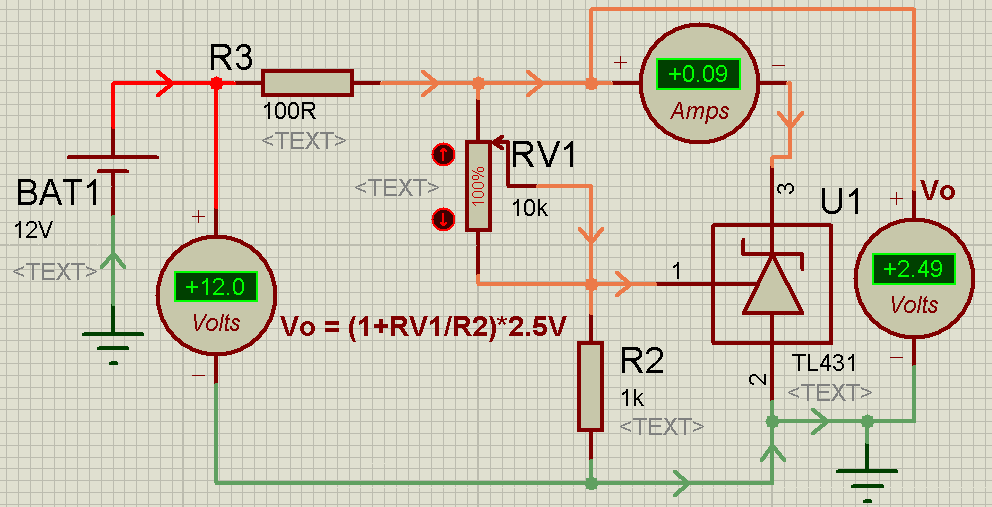 R3
100R
<TEXT>
+
+0.09
Amps
−
BAT1
12V
<TEXT>
+
+12.0
Volts
−
Vo = (1+RV1/R2)*2.5V
100%
RV1
10k
<TEXT>
R2
1k
<TEXT>
1
3
2
U1
TL431
<TEXT>
Vo
+
+2.49
Volts
−